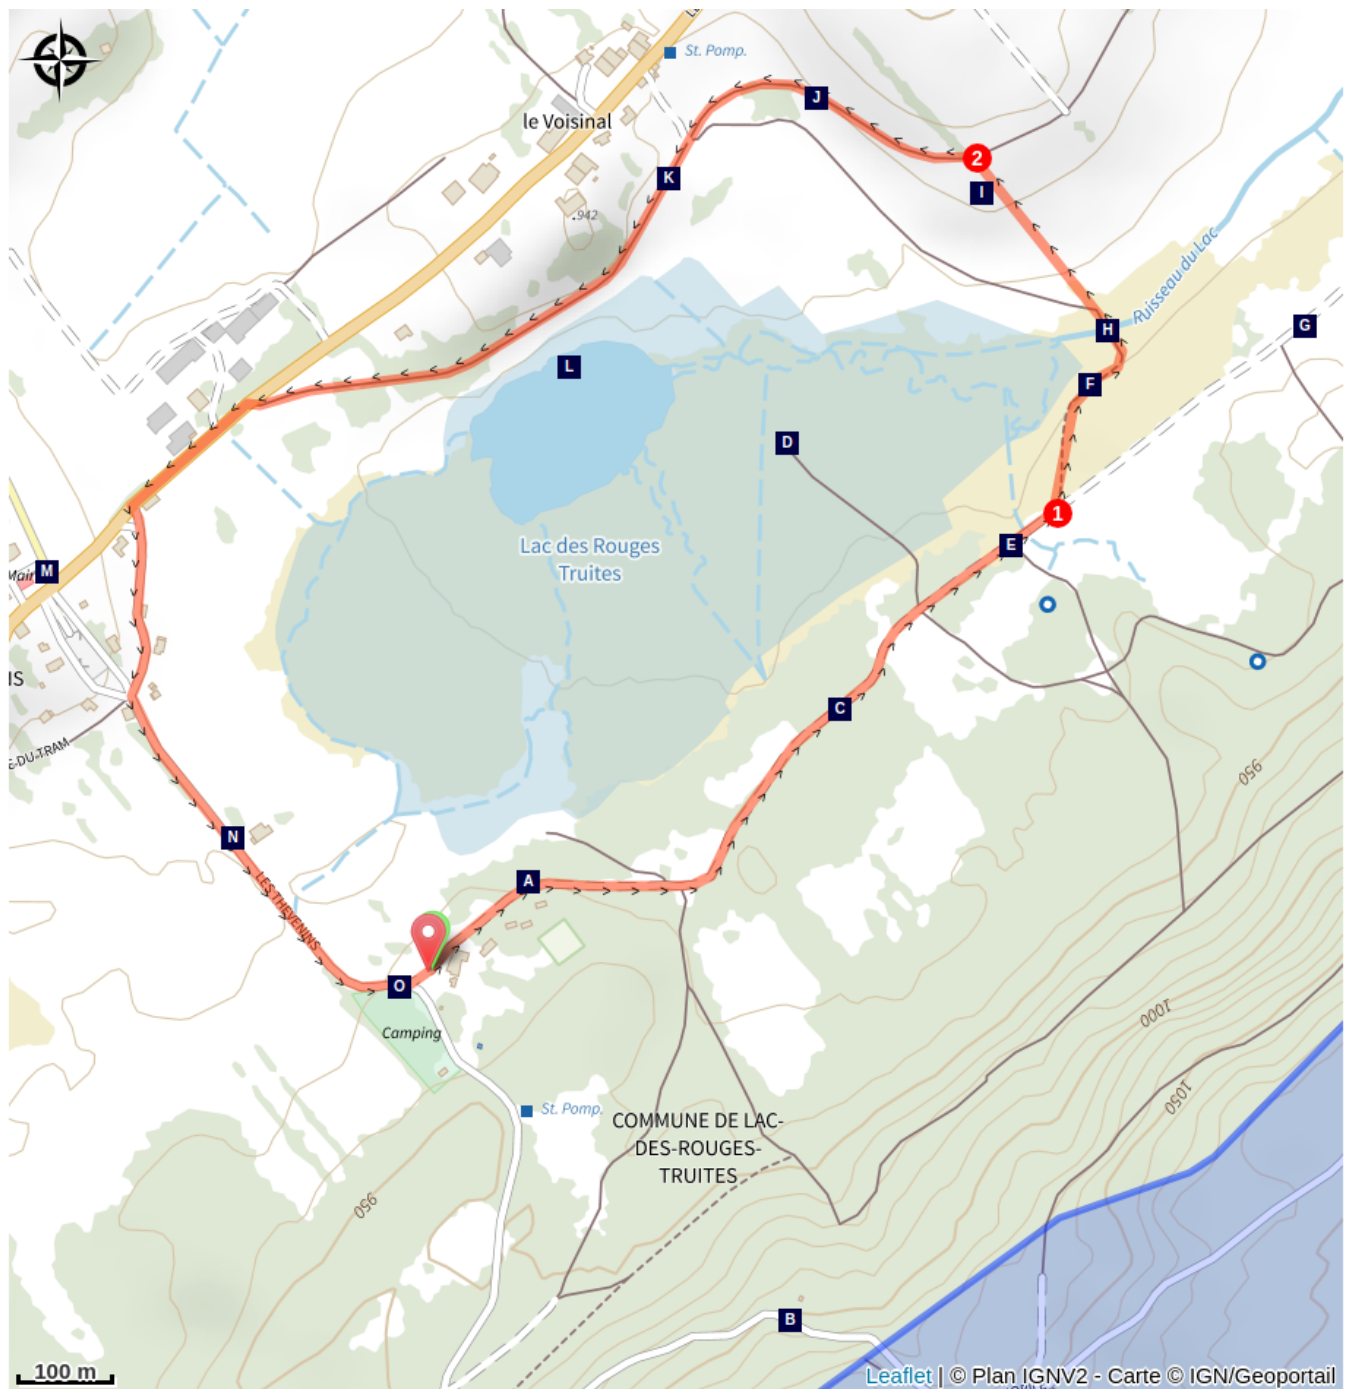 St. Pomp.
J
le Voisinal
2
K
I
.942
Ruisseau du Lac
G
H
L
F
D
1
Lac des Rouges
Truites
E
M
Mair
IS
C
E-DU-TRAM
950
N
A
LES THEVENINS
O
Camping
1000
1050
St. Pomp.
COMMUNE DE LAC-
DES-ROUGES-
TRUITES
950
B
100 m
Leaflet | © Plan IGNV2 - Carte © IGN/Geoportail